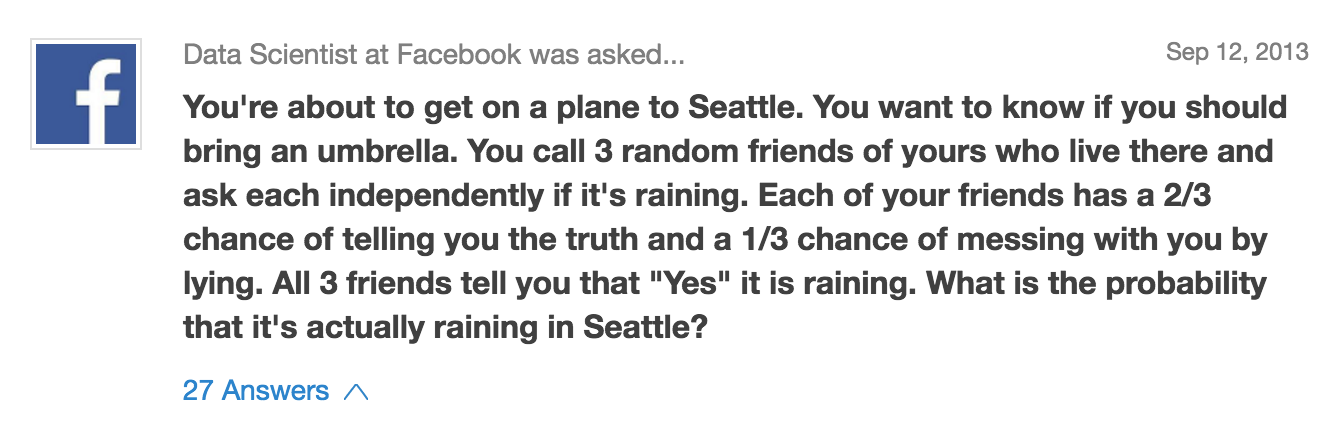 Data Scientist at Facebook was asked...
Sep 12, 2013
You're about to get on a plane to Seattle. You want to know if you should
bring an umbrella. You call 3 random friends of yours who live there and
ask each independently if it's raining. Each of your friends has a 2/3
chance of telling you the truth and a 1/3 chance of messing with you by
lying. All 3 friends tell you that "Yes" it is raining. What is the probability
that it's actually raining in Seattle?
27 Answers